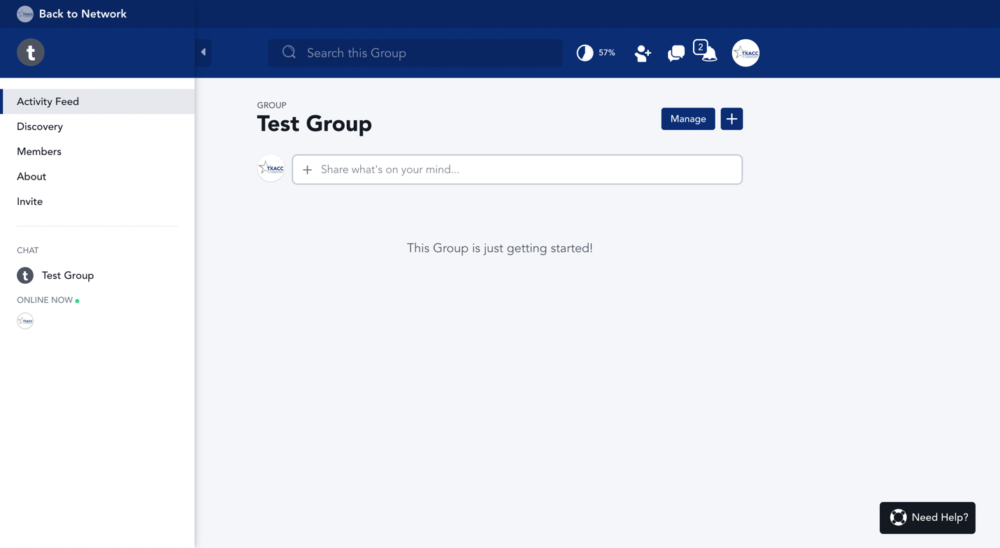 TXACC Back to Network
t
Search this Group
57%
2
TXACC
Activity Feed
Discovery
Members
About
Invite
CHAT
t Test Group
ONLINE NOW
TXACC
GROUP
Test Group
Manage
TXACC
Share what's on your mind...
This Group is just getting started!
Need Help?